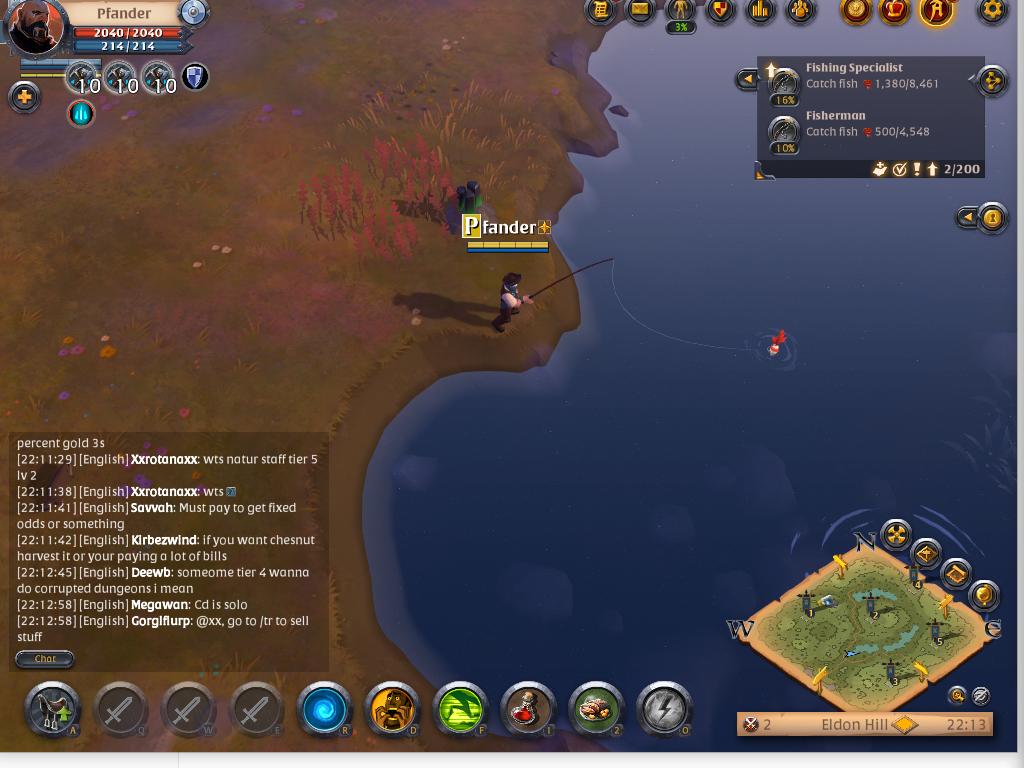 Pfander
2040/2040
214/214
10 10 10
3%
Fishing Specialist
Catch fish 1,380/8,461
16%
Fisherman
Catch fish 500/4,548
10%
2/200
Pfander
percent gold 3s
[22:11:29] [English] Xxrotanaxx: wts natur staff tier 5
lv 2
[22:11:38] [English] Xxrotanaxx: wts
[22:11:41] [English] Savvah: Must pay to get fixed
odds or something
[22:11:42] [English] Kirbezwind: if you want chesnut
harvest it or your paying a lot of bills
[22:12:45] [English] Deewb: someome tier 4 wanna
do corrupted dungeons i mean
[22:12:58] [English] Megawan: Cd is solo
[22:12:58] [English] Gorglflurp: @xx, go to /tr to sell
stuff
Chat
N
W
E
1
2
3
4
5
A Q W E R D F 1 2 O
2 Eldon Hill 22:13